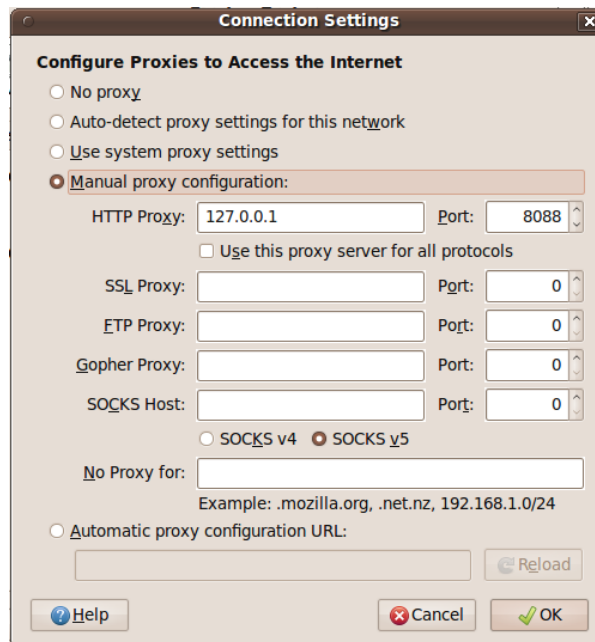 Connection Settings
Configure Proxies to Access the Internet
No proxy
Auto-detect proxy settings for this network
Use system proxy settings
Manual proxy configuration:
HTTP Proxy: 127.0.0.1 Port: 8088
Use this proxy server for all protocols
SSL Proxy: Port: 0
FTP Proxy: Port: 0
Gopher Proxy: Port: 0
SOCKS Host: Port: 0
SOCKS v4 SOCKS v5
No Proxy for:
Example: .mozilla.org, .net.nz, 192.168.1.0/24
Automatic proxy configuration URL:
Reload
Help Cancel OK